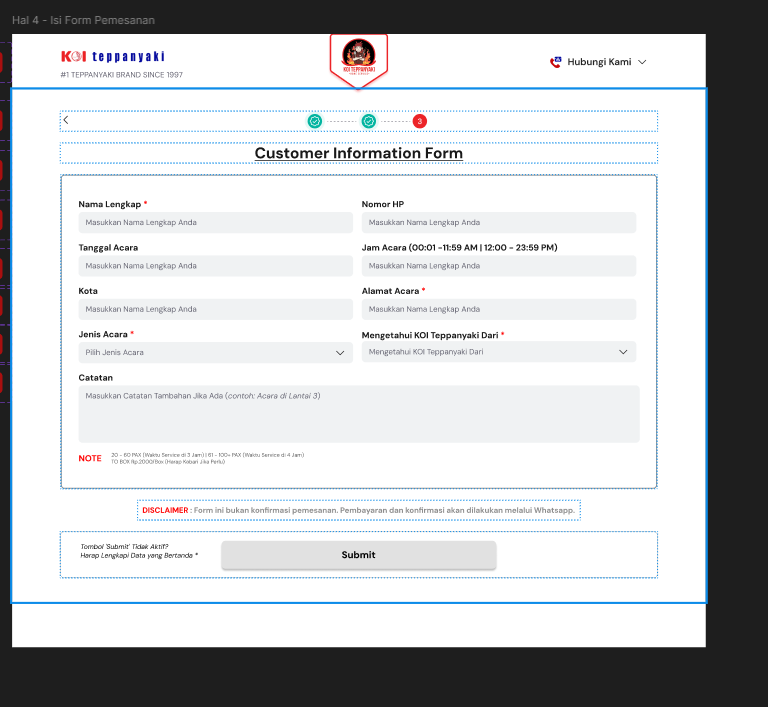 Hal 4 - Isi Form Pemesanan
KOI teppanyaki
#1 TEPPANYAKI BRAND SINCE 1997
KOI TEPPANYAKI
Hubungi Kami
3
Customer Information Form
Nama Lengkap *
Nomor HP
Masukkan Nama Lengkap Anda
Masukkan Nama Lengkap Anda
Tanggal Acara
Jam Acara (00:01 -11:59 AM | 12:00 - 23:59 PM)
Masukkan Nama Lengkap Anda
Masukkan Nama Lengkap Anda
Kota
Alamat Acara *
Masukkan Nama Lengkap Anda
Masukkan Nama Lengkap Anda
Jenis Acara *
Mengetahui KOI Teppanyaki Dari *
Pilih Jenis Acara
Mengetahui KOI Teppanyaki Dari
Catatan
Masukkan Catatan Tambahan Jika Ada (contoh: Acara di Lantai 3)
NOTE
20 - 60 PAX (Waktu Service di 3 Jam) | 61 - 100+ PAX (Waktu Service di 4 Jam)
TO BOX Rp.2000/Box (Harap Kabari Jika Perlu)
DISCLAIMER : Form ini bukan konfirmasi pemesanan. Pembayaran dan konfirmasi akan dilakukan melalui Whatsapp.
Tombol 'Submit' Tidak Aktif?
Harap Lengkapi Data yang Bertanda *
Submit